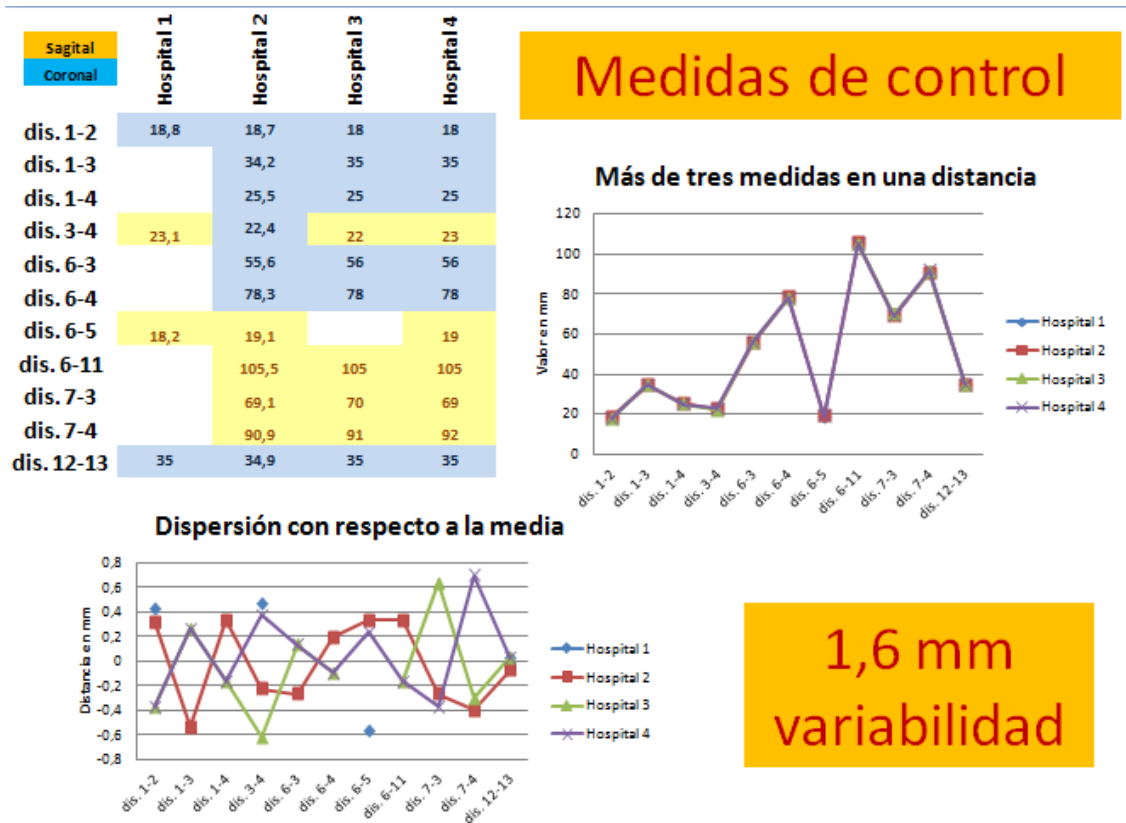 Sagital
Coronal
Hospital 1
Hospital 2
Hospital 3
Hospital 4
dis. 1-2 18,8 18,7 18 18
dis. 1-3 34,2 35 35
dis. 1-4 25,5 25 25
dis. 3-4 23,1 22,4 22 23
dis. 6-3 55,6 56 56
dis. 6-4 78,3 78 78
dis. 6-5 18,2 19,1 19
dis. 6-11 105,5 105 105
dis. 7-3 69,1 70 69
dis. 7-4 90,9 91 92
dis. 12-13 35 34,9 35 35
Medidas de control
Más de tres medidas en una distancia
Valor en mm
120
100
80
60
40
20
0
dis. 1-2
dis. 1-3
dis. 1-4
dis. 3-4
dis. 6-3
dis. 6-4
dis. 6-5
dis. 6-11
dis. 7-3
dis. 7-4
dis. 12-13
Hospital 1
Hospital 2
Hospital 3
Hospital 4
Dispersión con respecto a la media
Distancia en mm
0,8
0,6
0,4
0,2
0
-0,2
-0,4
-0,6
-0,8
dis. 1-2
dis. 1-3
dis. 1-4
dis. 3-4
dis. 6-3
dis. 6-4
dis. 6-5
dis. 6-11
dis. 7-3
dis. 7-4
dis. 12-13
Hospital 1
Hospital 2
Hospital 3
Hospital 4
1,6 mm
variabilidad